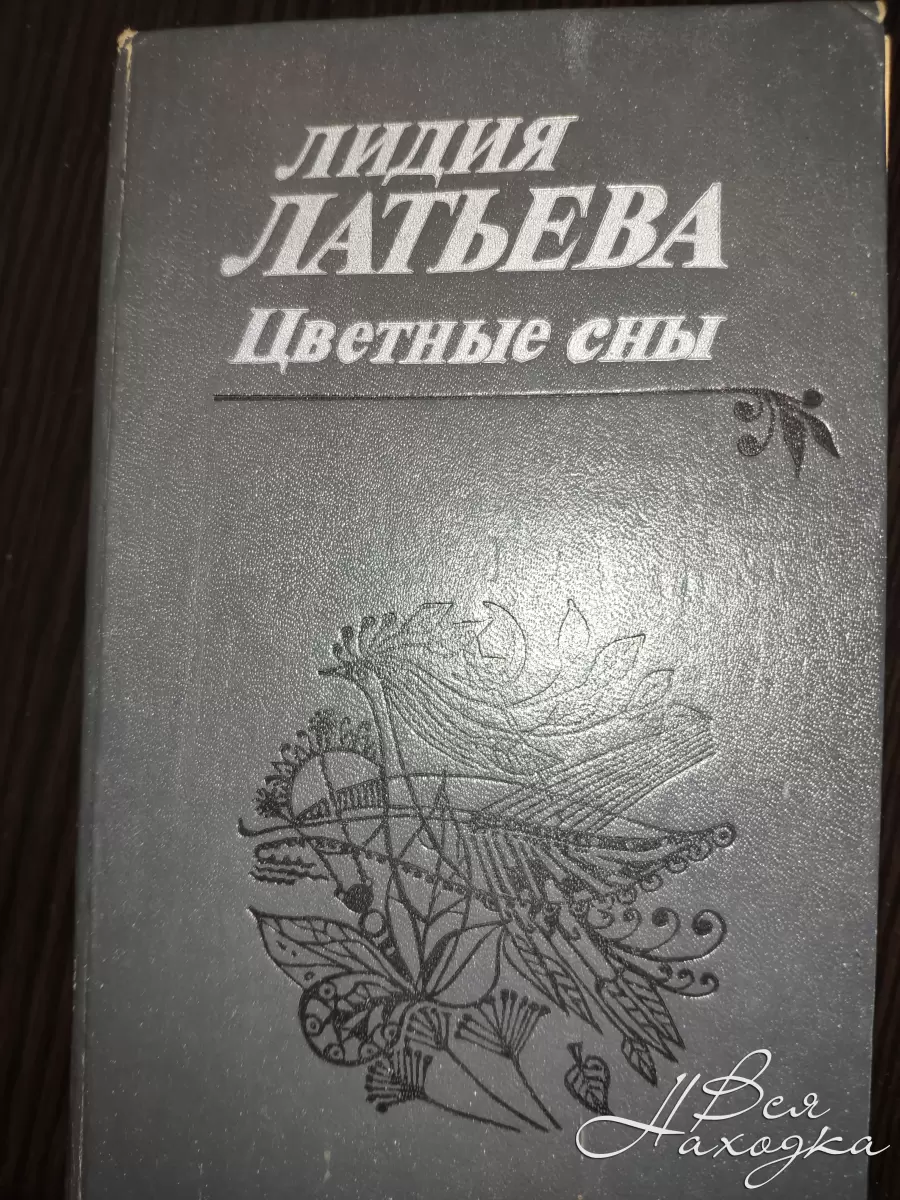 ЛИДИЯ
ЛАТЬЕВА
Цветные сны
Вся
Находка